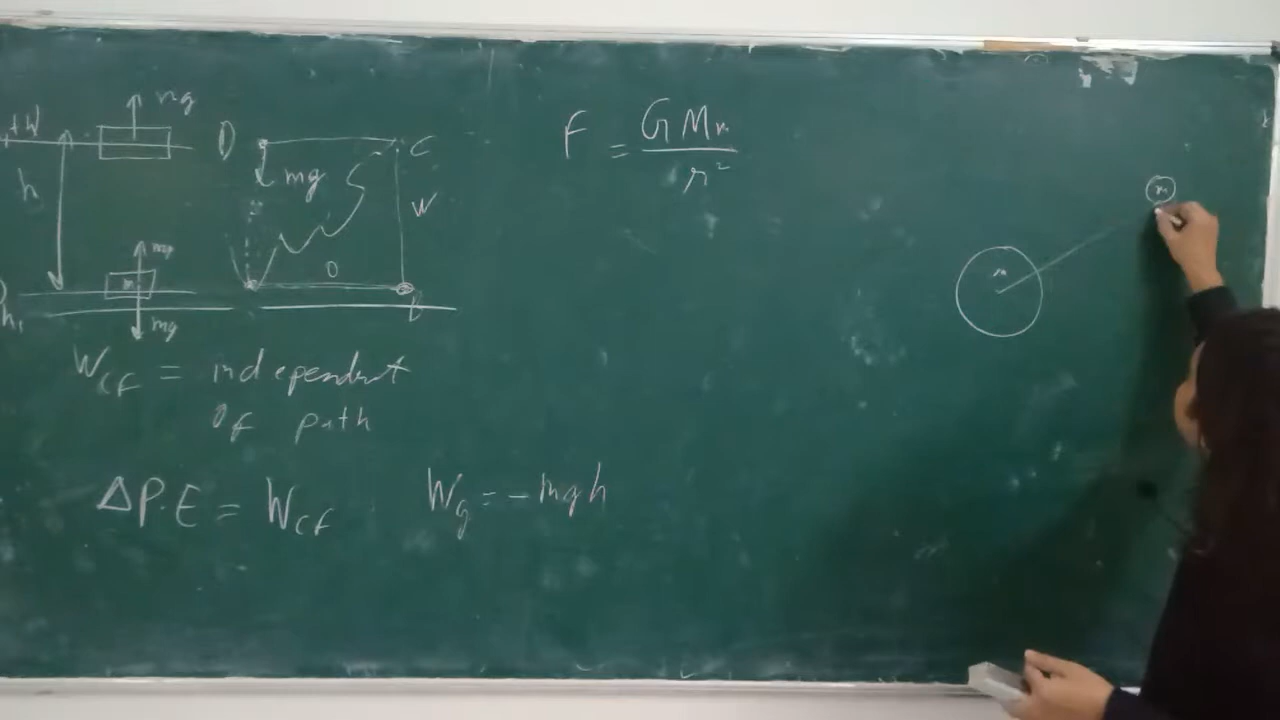 mg
+W
D
C
h
mg
W
mg
m
0
h₁
mg
F = GMm / r²
m
m
W_CF = independent
of path
ΔP.E = W_CF
W_g = -mgh